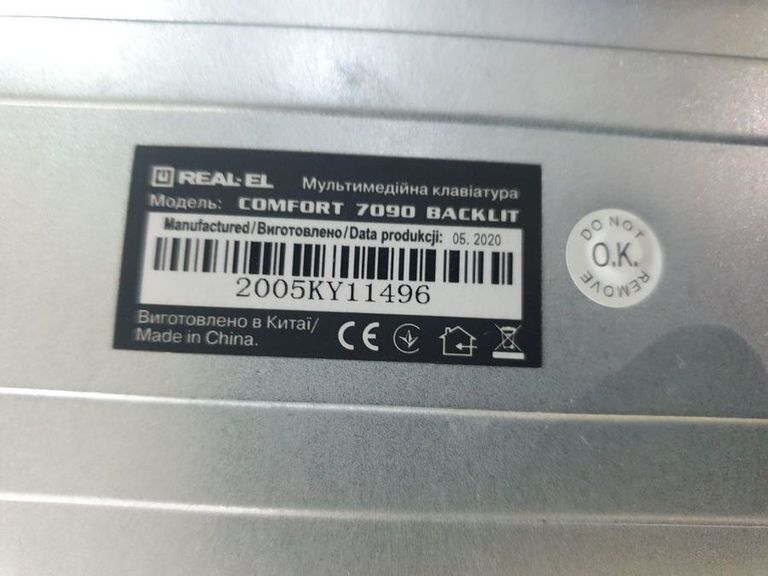 REAL-EL Мультимедійна клавіатура
Модель: COMFORT 7090 BACKLIT
Manufactured/Виготовлено/Data produkcji: 05. 2020
2005KY11496
Виготовлено в Китаї/
Made in China.
CE
DO NOT
O.K.
REMOVE